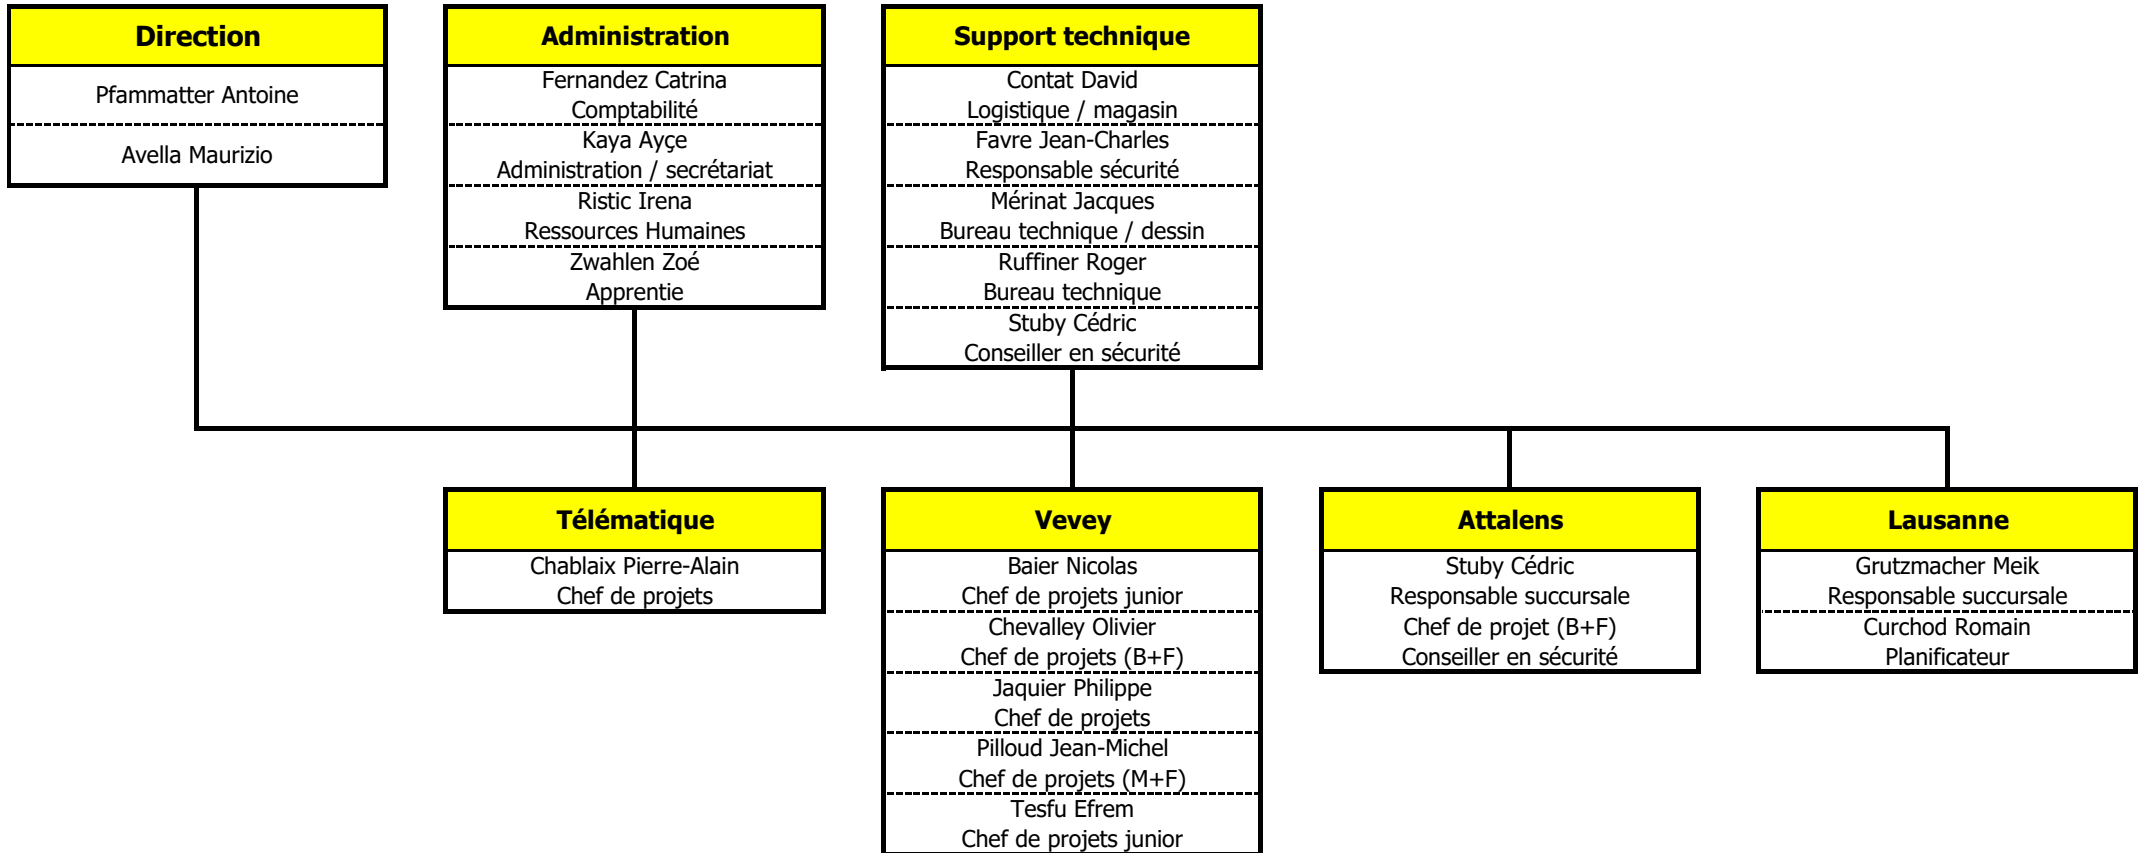 Direction
Pfammatter Antoine
Avella Maurizio
Administration
Fernandez Catrina
Comptabilité
Kaya Ayçe
Administration / secrétariat
Ristic Irena
Ressources Humaines
Zwahlen Zoé
Apprentie
Support technique
Contat David
Logistique / magasin
Favre Jean-Charles
Responsable sécurité
Mérinat Jacques
Bureau technique / dessin
Ruffiner Roger
Bureau technique
Stuby Cédric
Conseiller en sécurité
Télématique
Chablaix Pierre-Alain
Chef de projets
Vevey
Baier Nicolas
Chef de projets junior
Chevalley Olivier
Chef de projets (B+F)
Jaquier Philippe
Chef de projets
Pilloud Jean-Michel
Chef de projets (M+F)
Tesfu Efrem
Chef de projets junior
Attalens
Stuby Cédric
Responsable succursale
Chef de projet (B+F)
Conseiller en sécurité
Lausanne
Grutzmacher Meik
Responsable succursale
Curchod Romain
Planificateur